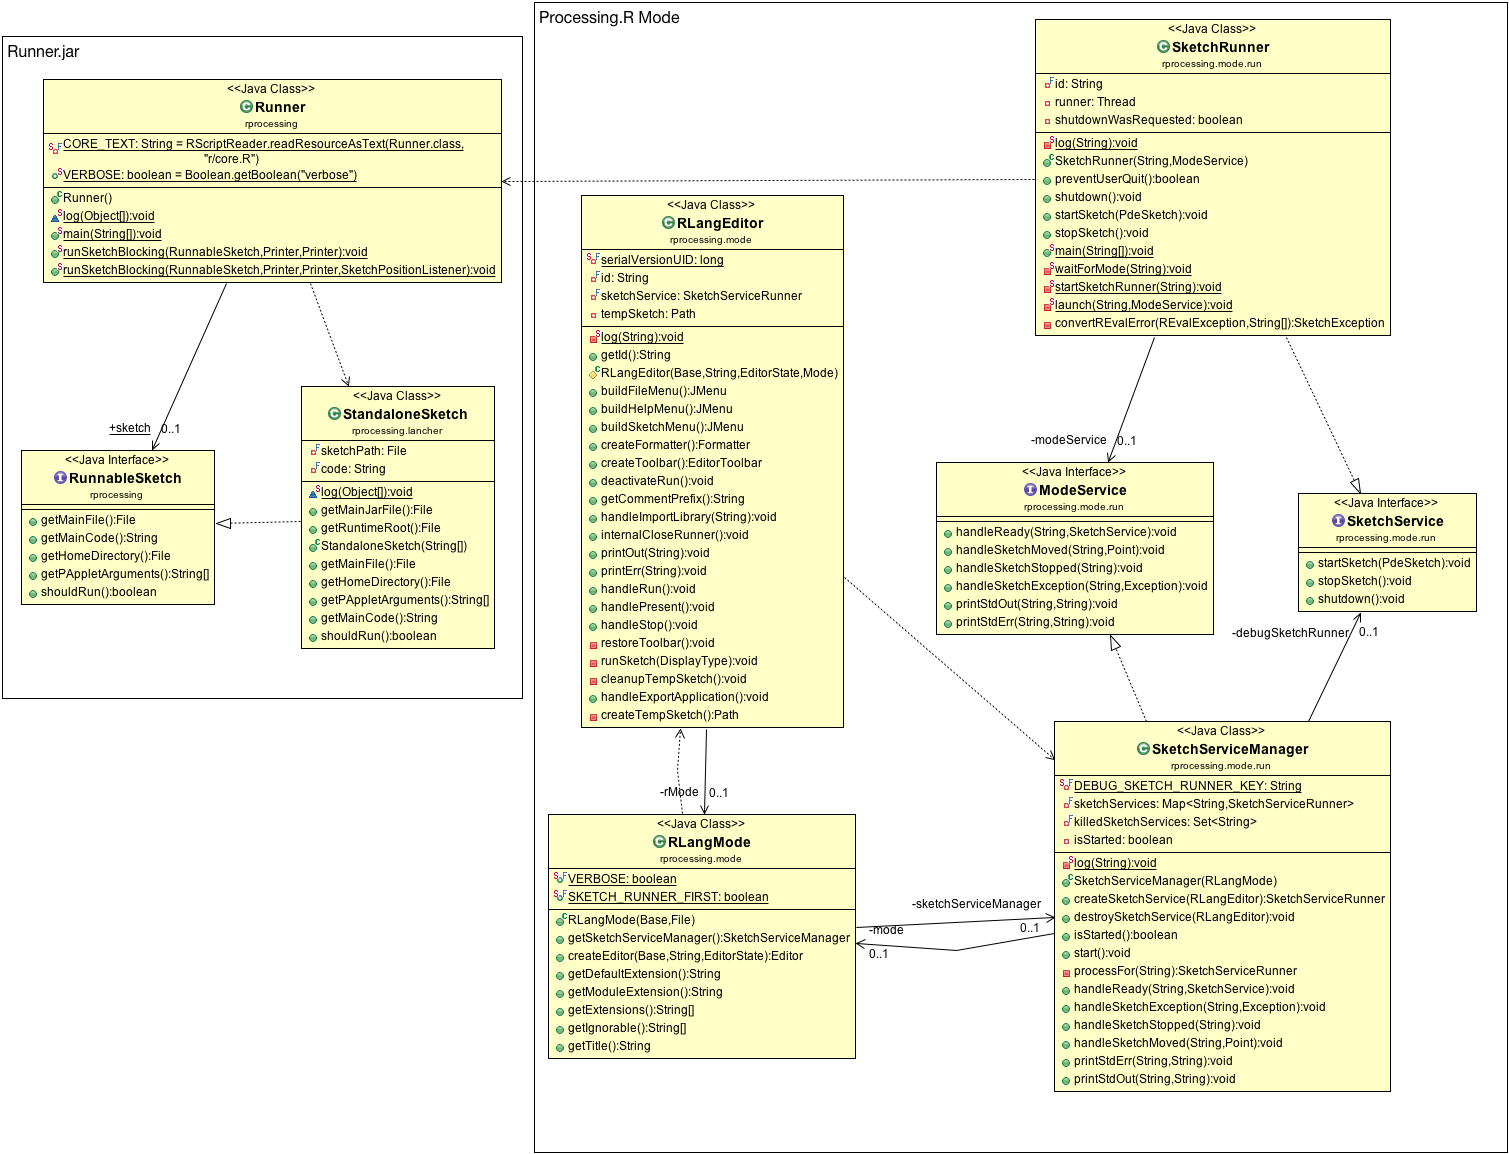 Runner.jar
<<Java Class>>
Runner
rprocessing
CORE_TEXT: String = RScriptReader.readResourceAsText(Runner.class,
"r/core.R")
VERBOSE: boolean = Boolean.getBoolean("verbose")
Runner()
log(Object[]):void
main(String[]):void
runSketchBlocking(RunnableSketch,Printer,Printer):void
runSketchBlocking(RunnableSketch,Printer,Printer,SketchPositionListener):void
+sketch
0..1
<<Java Interface>>
RunnableSketch
rprocessing
getMainFile():File
getMainCode():String
getHomeDirectory():File
getPAppletArguments():String[]
shouldRun():boolean
<<Java Class>>
StandaloneSketch
rprocessing.lancher
sketchPath: File
code: String
log(Object[]):void
getMainJarFile():File
getRuntimeRoot():File
StandaloneSketch(String[])
getMainFile():File
getHomeDirectory():File
getPAppletArguments():String[]
getMainCode():String
shouldRun():boolean
Processing.R Mode
<<Java Class>>
RLangEditor
rprocessing.mode
serialVersionUID: long
id: String
sketchService: SketchServiceRunner
tempSketch: Path
log(String):void
getId():String
RLangEditor(Base,String,EditorState,Mode)
buildFileMenu():JMenu
buildHelpMenu():JMenu
buildSketchMenu():JMenu
createFormatter():Formatter
createToolbar():EditorToolbar
deactivateRun():void
getCommentPrefix():String
handleImportLibrary(String):void
internalCloseRunner():void
printOut(String):void
printErr(String):void
handleRun():void
handlePresent():void
handleStop():void
restoreToolbar():void
runSketch(DisplayType):void
cleanupTempSketch():void
handleExportApplication():void
createTempSketch():Path
-rMode
0..1
<<Java Class>>
RLangMode
rprocessing.mode
VERBOSE: boolean
SKETCH_RUNNER_FIRST: boolean
RLangMode(Base,File)
getSketchServiceManager():SketchServiceManager
createEditor(Base,String,EditorState):Editor
getDefaultExtension():String
getModuleExtension():String
getExtensions():String[]
getIgnorable():String[]
getTitle():String
<<Java Class>>
SketchRunner
rprocessing.mode.run
id: String
runner: Thread
shutdownWasRequested: boolean
log(String):void
SketchRunner(String,ModeService)
preventUserQuit():boolean
shutdown():void
startSketch(PdeSketch):void
stopSketch():void
main(String[]):void
waitForMode(String):void
startSketchRunner(String):void
launch(String,ModeService):void
convertREvalError(REvalException,String[]):SketchException
-modeService
0..1
<<Java Interface>>
ModeService
rprocessing.mode.run
handleReady(String,SketchService):void
handleSketchMoved(String,Point):void
handleSketchStopped(String):void
handleSketchException(String,Exception):void
printStdOut(String,String):void
printStdErr(String,String):void
<<Java Interface>>
SketchService
rprocessing.mode.run
startSketch(PdeSketch):void
stopSketch():void
shutdown():void
-debugSketchRunner
0..1
<<Java Class>>
SketchServiceManager
rprocessing.mode.run
DEBUG_SKETCH_RUNNER_KEY: String
sketchServices: Map<String,SketchServiceRunner>
killedSketchServices: Set<String>
isStarted: boolean
log(String):void
SketchServiceManager(RLangMode)
createSketchService(RLangEditor):SketchServiceRunner
destroySketchService(RLangEditor):void
isStarted():boolean
start():void
processFor(String):SketchServiceRunner
handleReady(String,SketchService):void
handleSketchException(String,Exception):void
handleSketchStopped(String):void
handleSketchMoved(String,Point):void
printStdErr(String,String):void
printStdOut(String,String):void
-sketchServiceManager
0..1
-mode
0..1